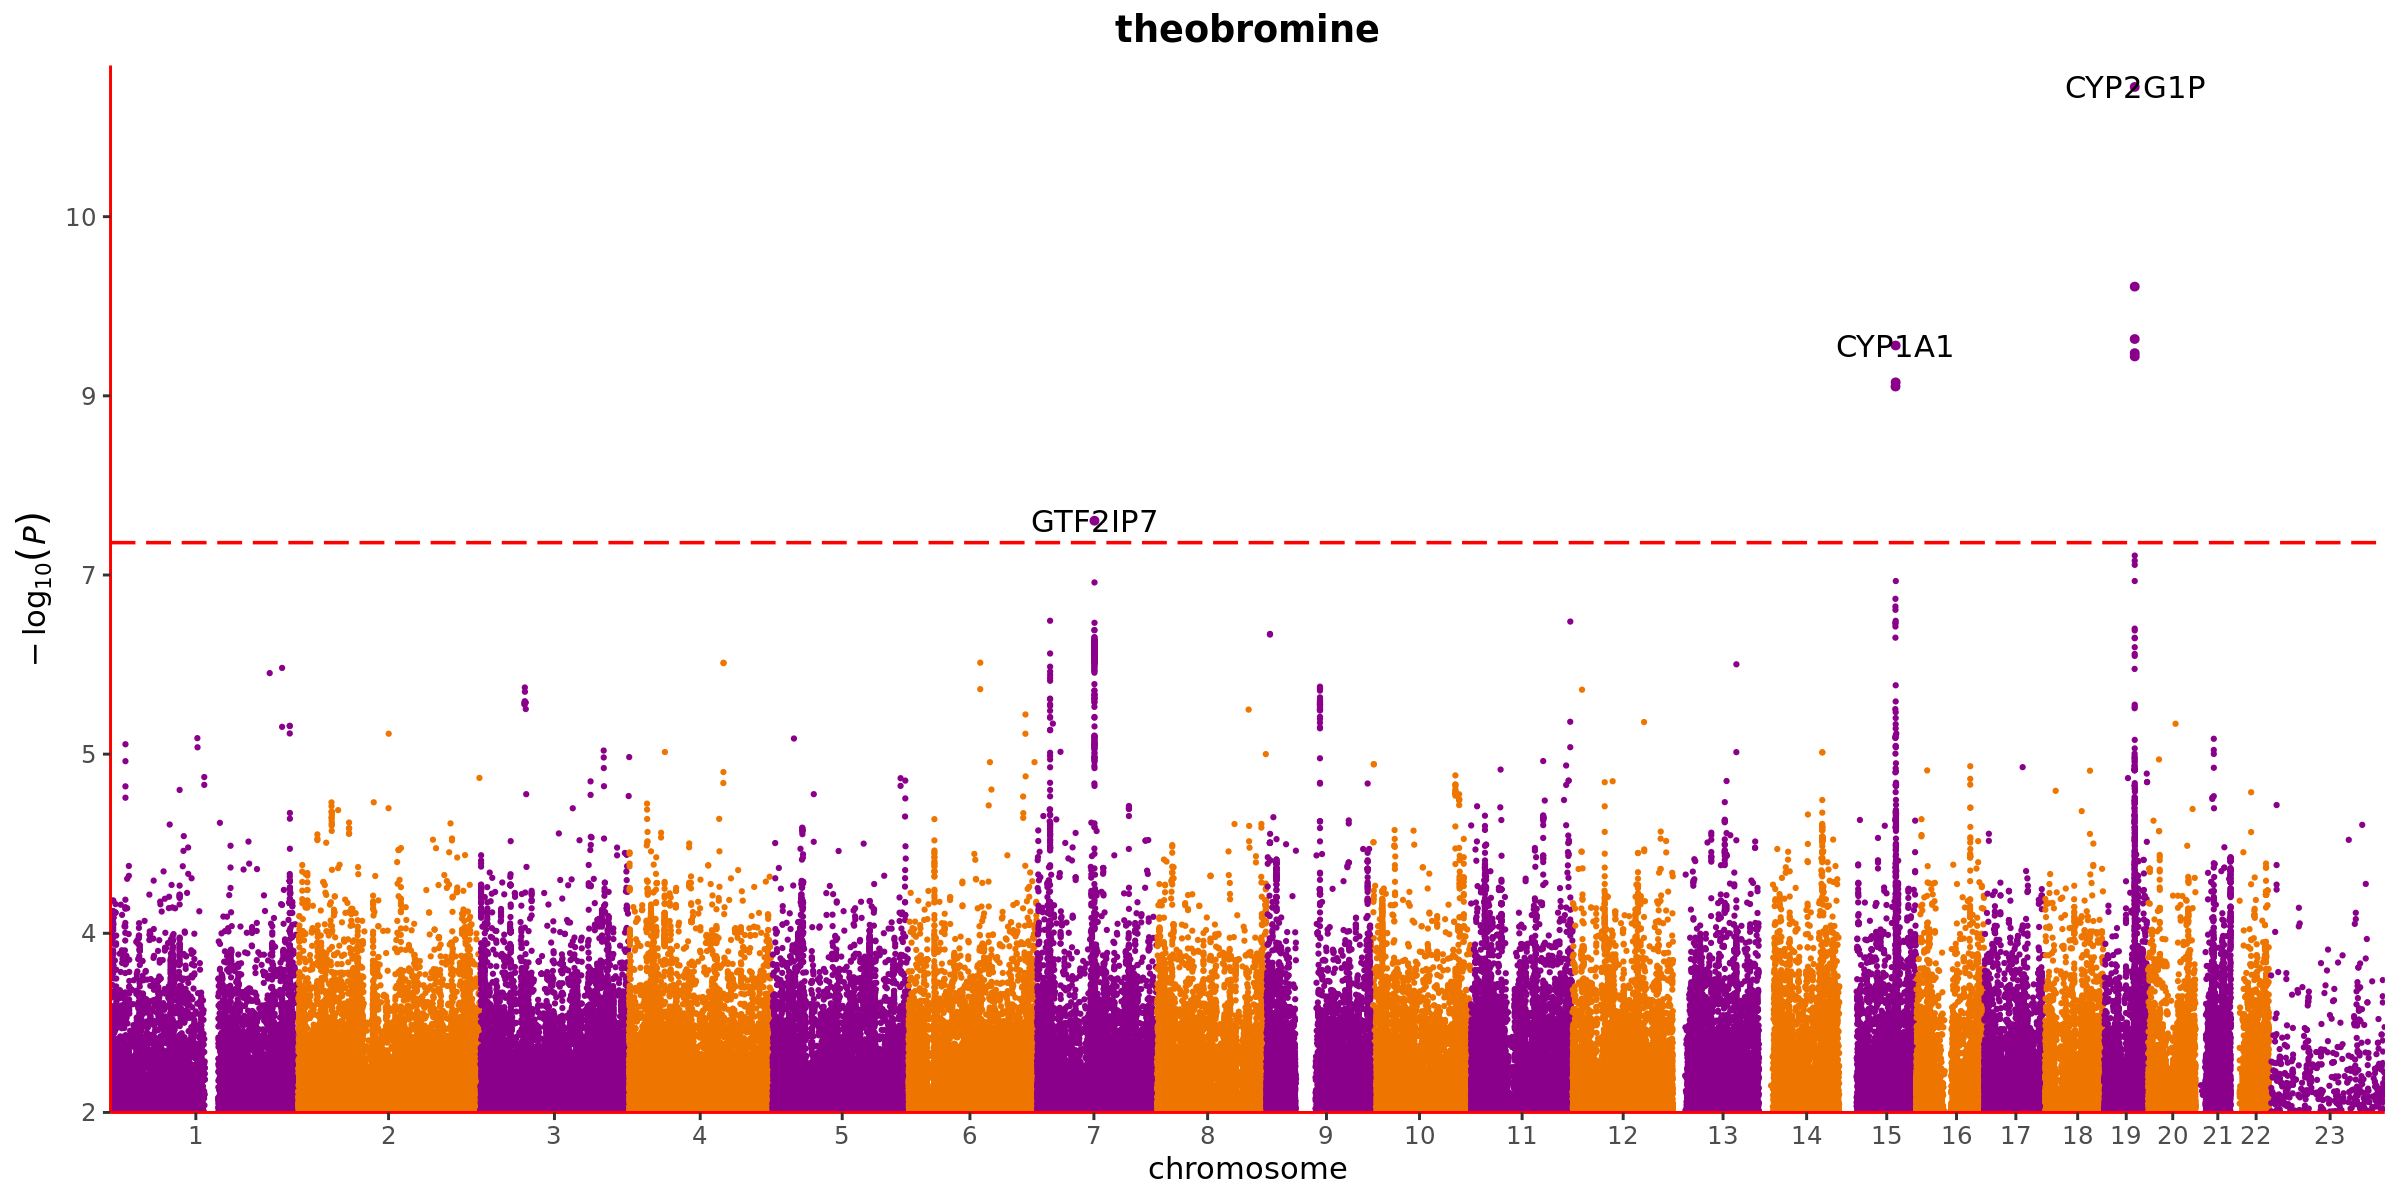 theobromine
CYP2G1P
10
9
CYP1A1
GTF2IP7
7
− log10(P)
5
4
2
1 2 3 4 5 6 7 8 9 10 11 12 13 14 15 16 17 18 19 20 21 22 23
chromosome